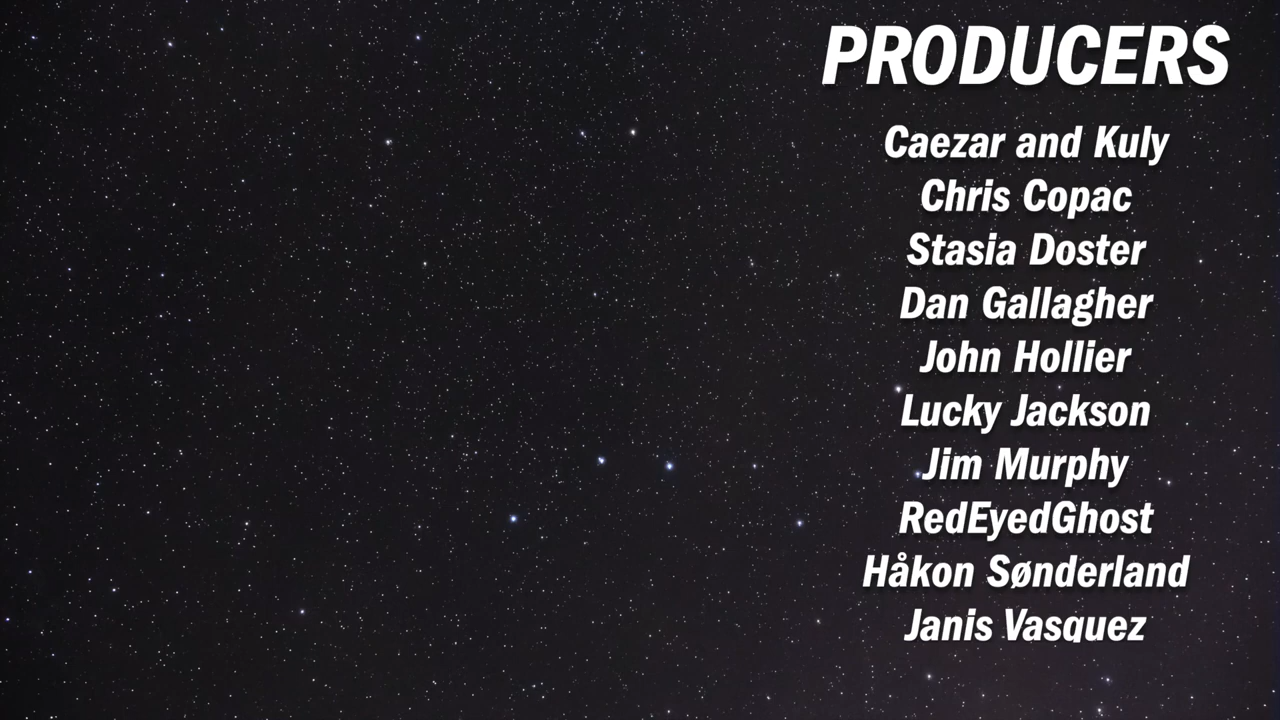 PRODUCERS
Caezar and Kuly
Chris Copac
Stasia Doster
Dan Gallagher
John Hollier
Lucky Jackson
Jim Murphy
RedEyedGhost
Håkon Sønderland
Janis Vasquez